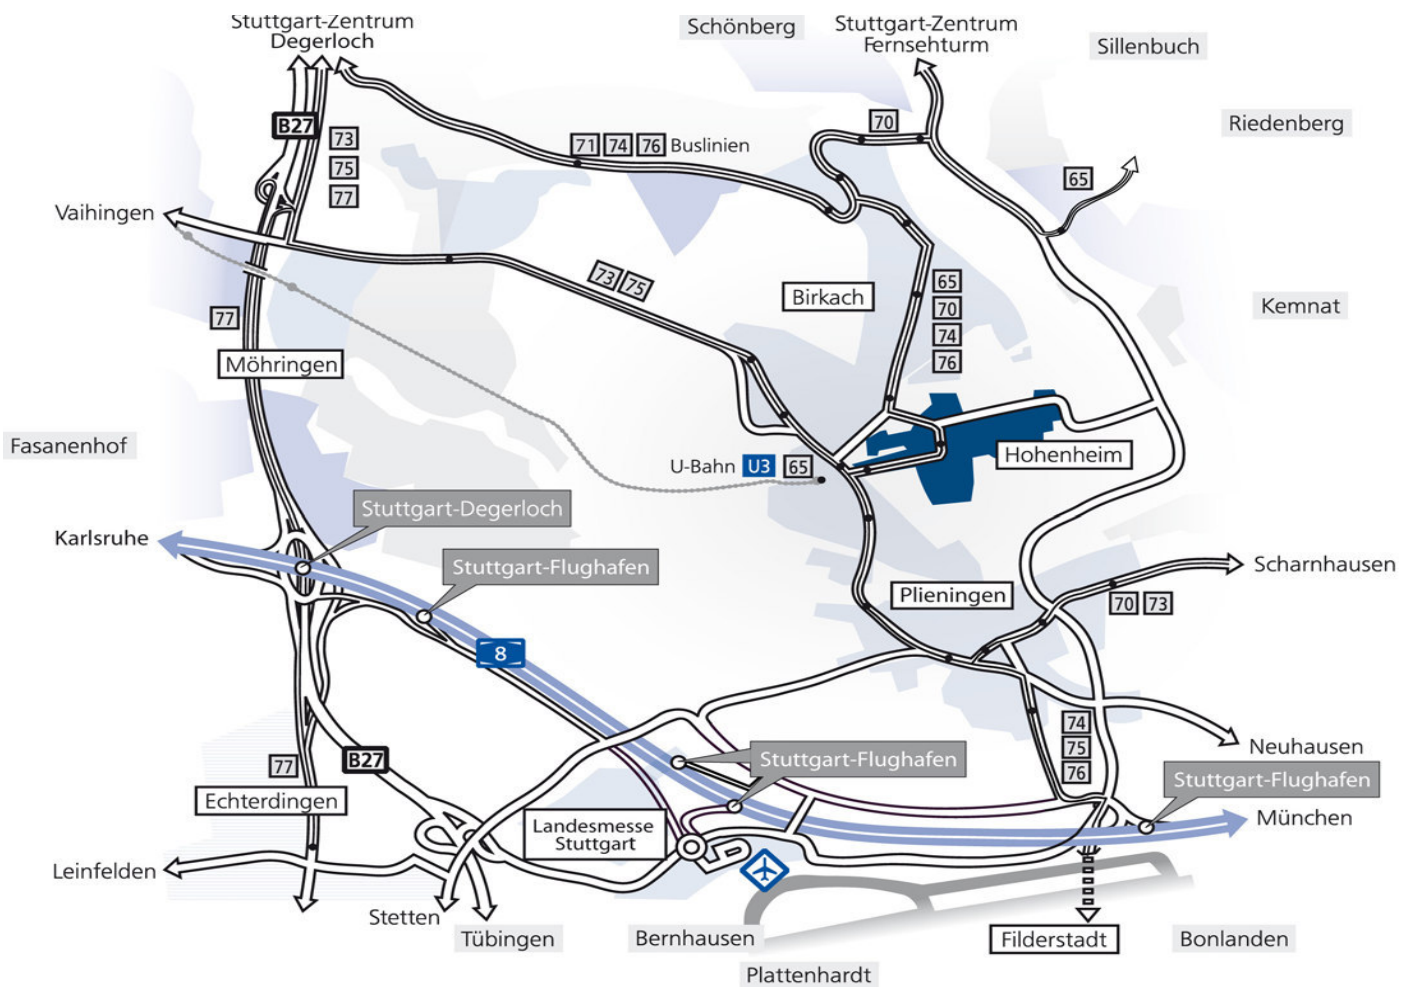 Stuttgart-Zentrum
Degerloch
Schönberg
Stuttgart-Zentrum
Fernsehturm
Sillenbuch
Riedenberg
B27
73
75
77
71 74 76 Buslinien
70
65
Vaihingen
73 75
Birkach
65
70
74
76
Kemnat
77
Möhringen
Fasanenhof
U-Bahn U3 65
Hohenheim
Stuttgart-Degerloch
Karlsruhe
Stuttgart-Flughafen
Scharnhausen
Plieningen
70 73
8
74
75
76
Neuhausen
B27
77
Stuttgart-Flughafen
Stuttgart-Flughafen
Echterdingen
Landesmesse
Stuttgart
München
Leinfelden
Stetten
Tübingen
Bernhausen
Filderstadt
Bonlanden
Plattenhardt